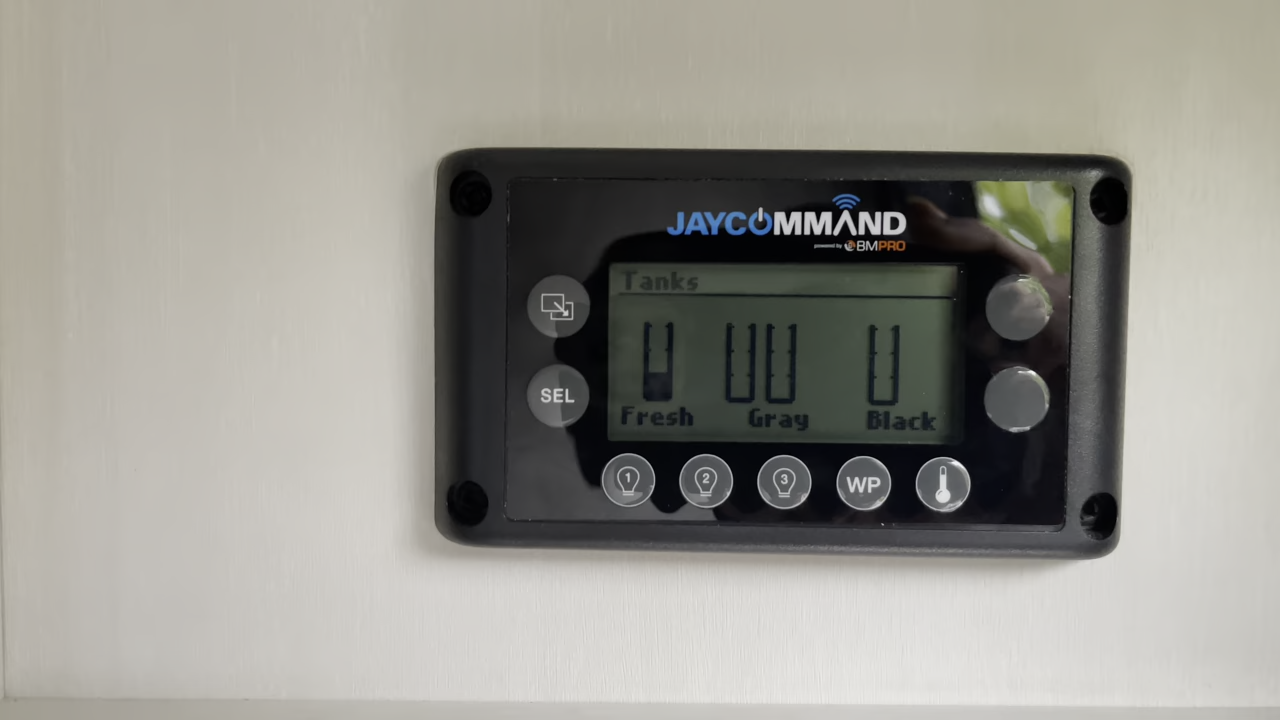 JAYCOMMAND
powered by BMPRO
Tanks
SEL
Fresh Gray Black
1 2 3 WP